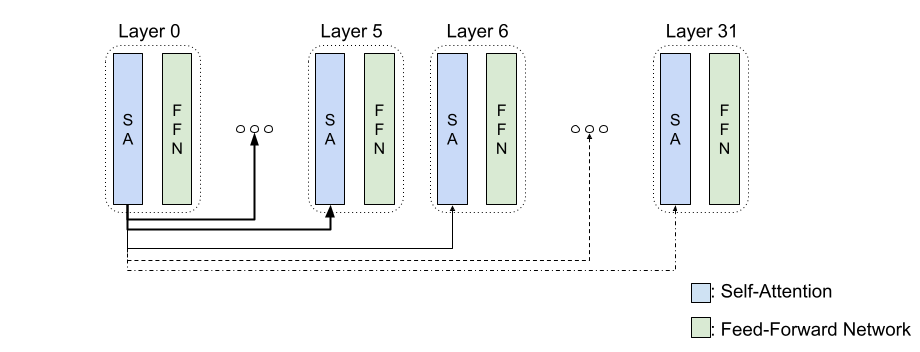 Layer 0
Layer 5
Layer 6
Layer 31
SA
FFN
SA
FFN
SA
FFN
SA
FFN
: Self-Attention
: Feed-Forward Network